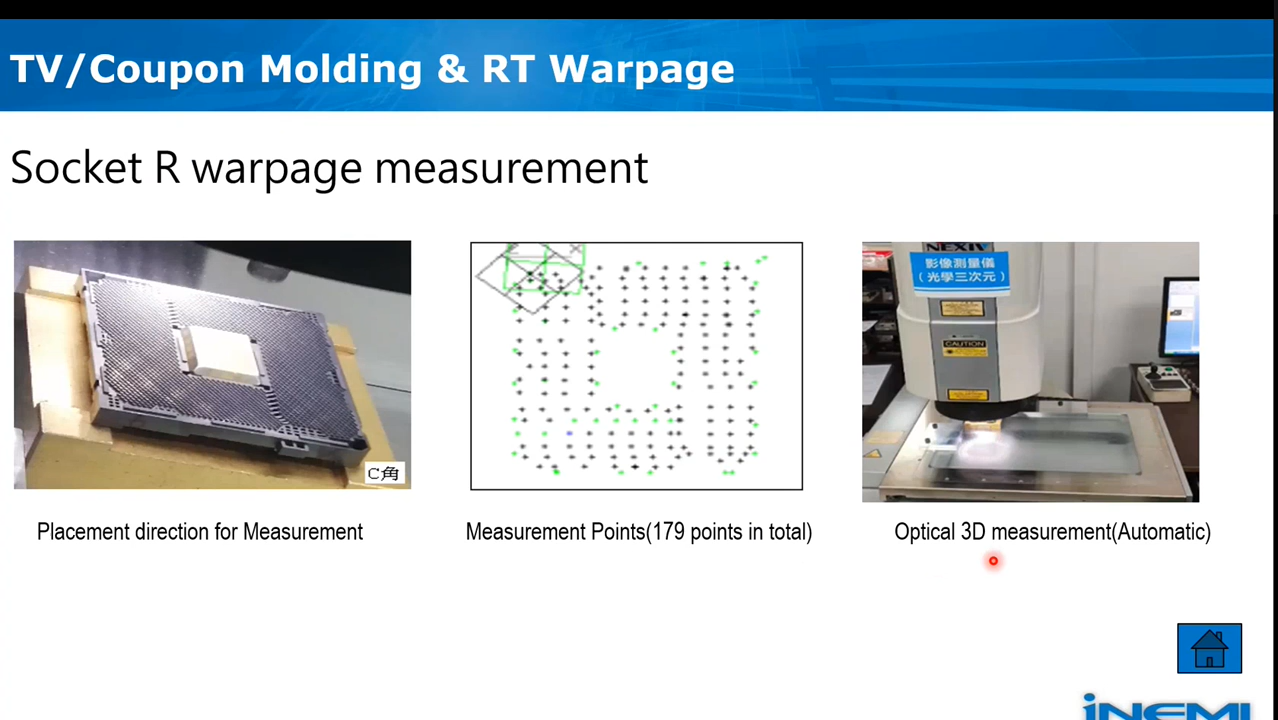 TV/Coupon Molding & RT Warpage
Socket R warpage measurement
C角
NEXIV
影像測量儀
(光學三次元)
CAUTION
Placement direction for Measurement
Measurement Points(179 points in total)
Optical 3D measurement(Automatic)
iNEMI